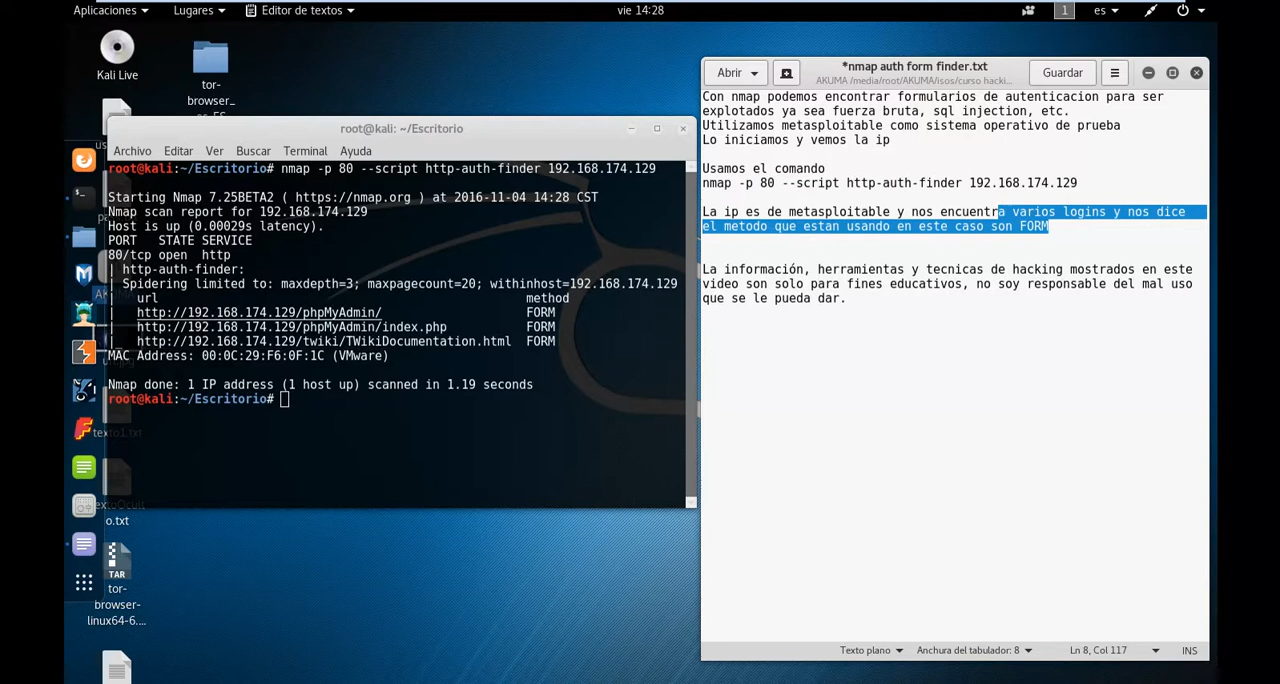 Aplicaciones
Lugares
Editor de textos
vie 14:28
1
es
Kali Live
tor-
browser_
root@kali: ~/Escritorio
Archivo Editar Ver Buscar Terminal Ayuda
root@kali:~/Escritorio# nmap -p 80 --script http-auth-finder 192.168.174.129
Starting Nmap 7.25BETA2 ( https://nmap.org ) at 2016-11-04 14:28 CST
Nmap scan report for 192.168.174.129
Host is up (0.00029s latency).
PORT   STATE SERVICE
80/tcp open  http
| http-auth-finder:
| Spidering limited to: maxdepth=3; maxpagecount=20; withinhost=192.168.174.129
|   url method
|   http://192.168.174.129/phpMyAdmin/ FORM
|   http://192.168.174.129/phpMyAdmin/index.php FORM
|_  http://192.168.174.129/twiki/TWikiDocumentation.html FORM
MAC Address: 00:0C:29:F6:0F:1C (VMware)
Nmap done: 1 IP address (1 host up) scanned in 1.19 seconds
root@kali:~/Escritorio#
texto1.txt
o.txt
TAR
tor-
browser-
linux64-6....
Abrir
*nmap auth form finder.txt
AKUMA /media/root/AKUMA/isos/curso hacki...
Guardar
Con nmap podemos encontrar formularios de autenticacion para ser
explotados ya sea fuerza bruta, sql injection, etc.
Utilizamos metasploitable como sistema operativo de prueba
Lo iniciamos y vemos la ip
Usamos el comando
nmap -p 80 --script http-auth-finder 192.168.174.129
La ip es de metasploitable y nos encuentra varios logins y nos dice
el metodo que estan usando en este caso son FORM
La información, herramientas y tecnicas de hacking mostrados en este
video son solo para fines educativos, no soy responsable del mal uso
que se le pueda dar.
Texto plano
Anchura del tabulador: 8
Ln 8, Col 117
INS